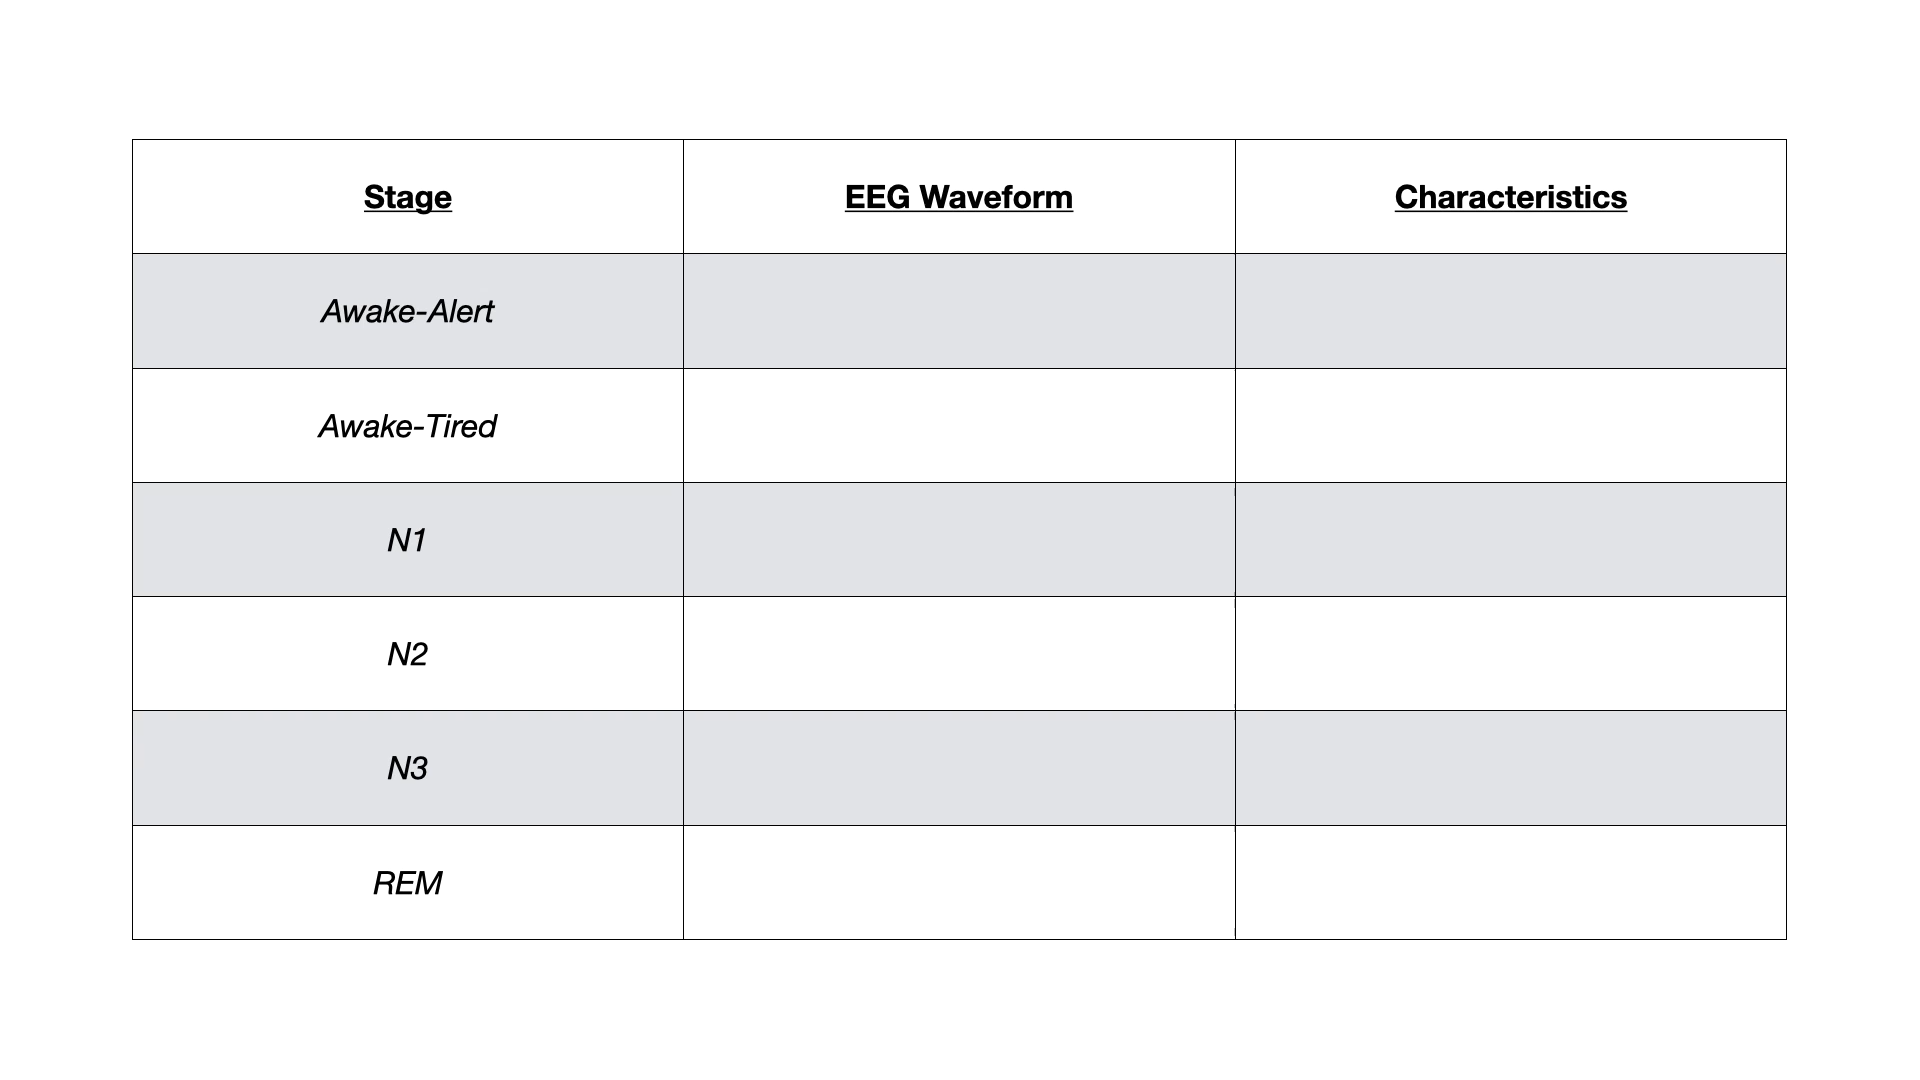 Stage
EEG Waveform
Characteristics
Awake-Alert
Awake-Tired
N1
N2
N3
REM